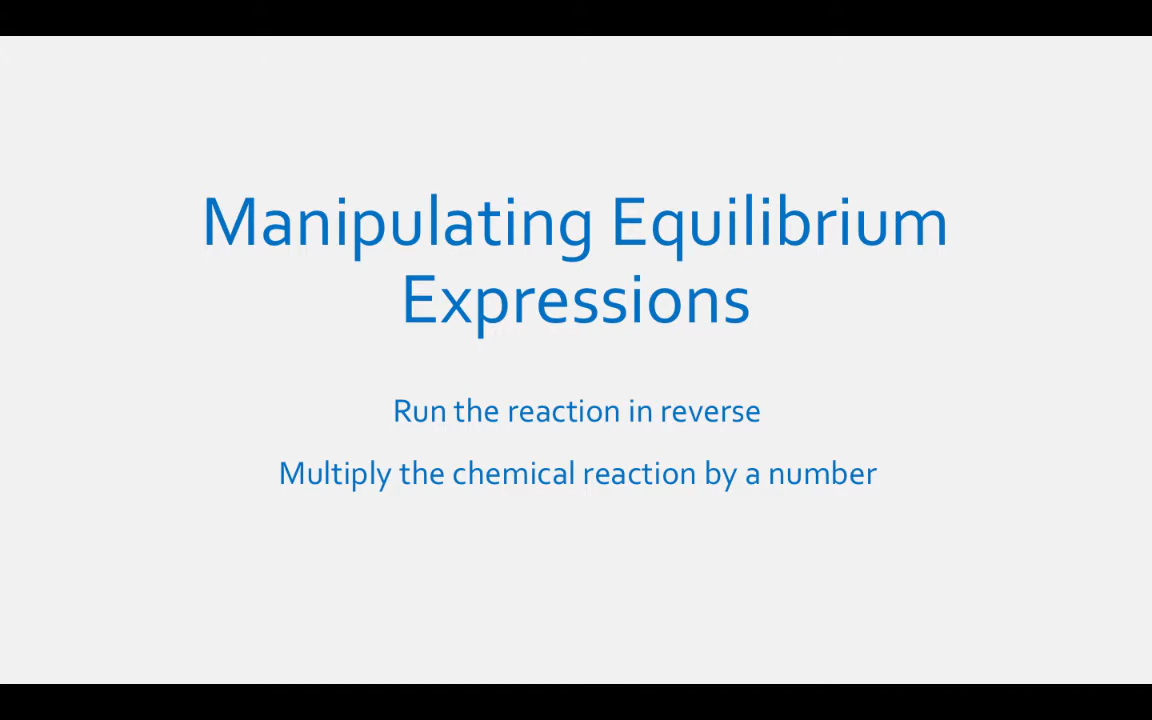 Manipulating Equilibrium
Expressions
Run the reaction in reverse
Multiply the chemical reaction by a number